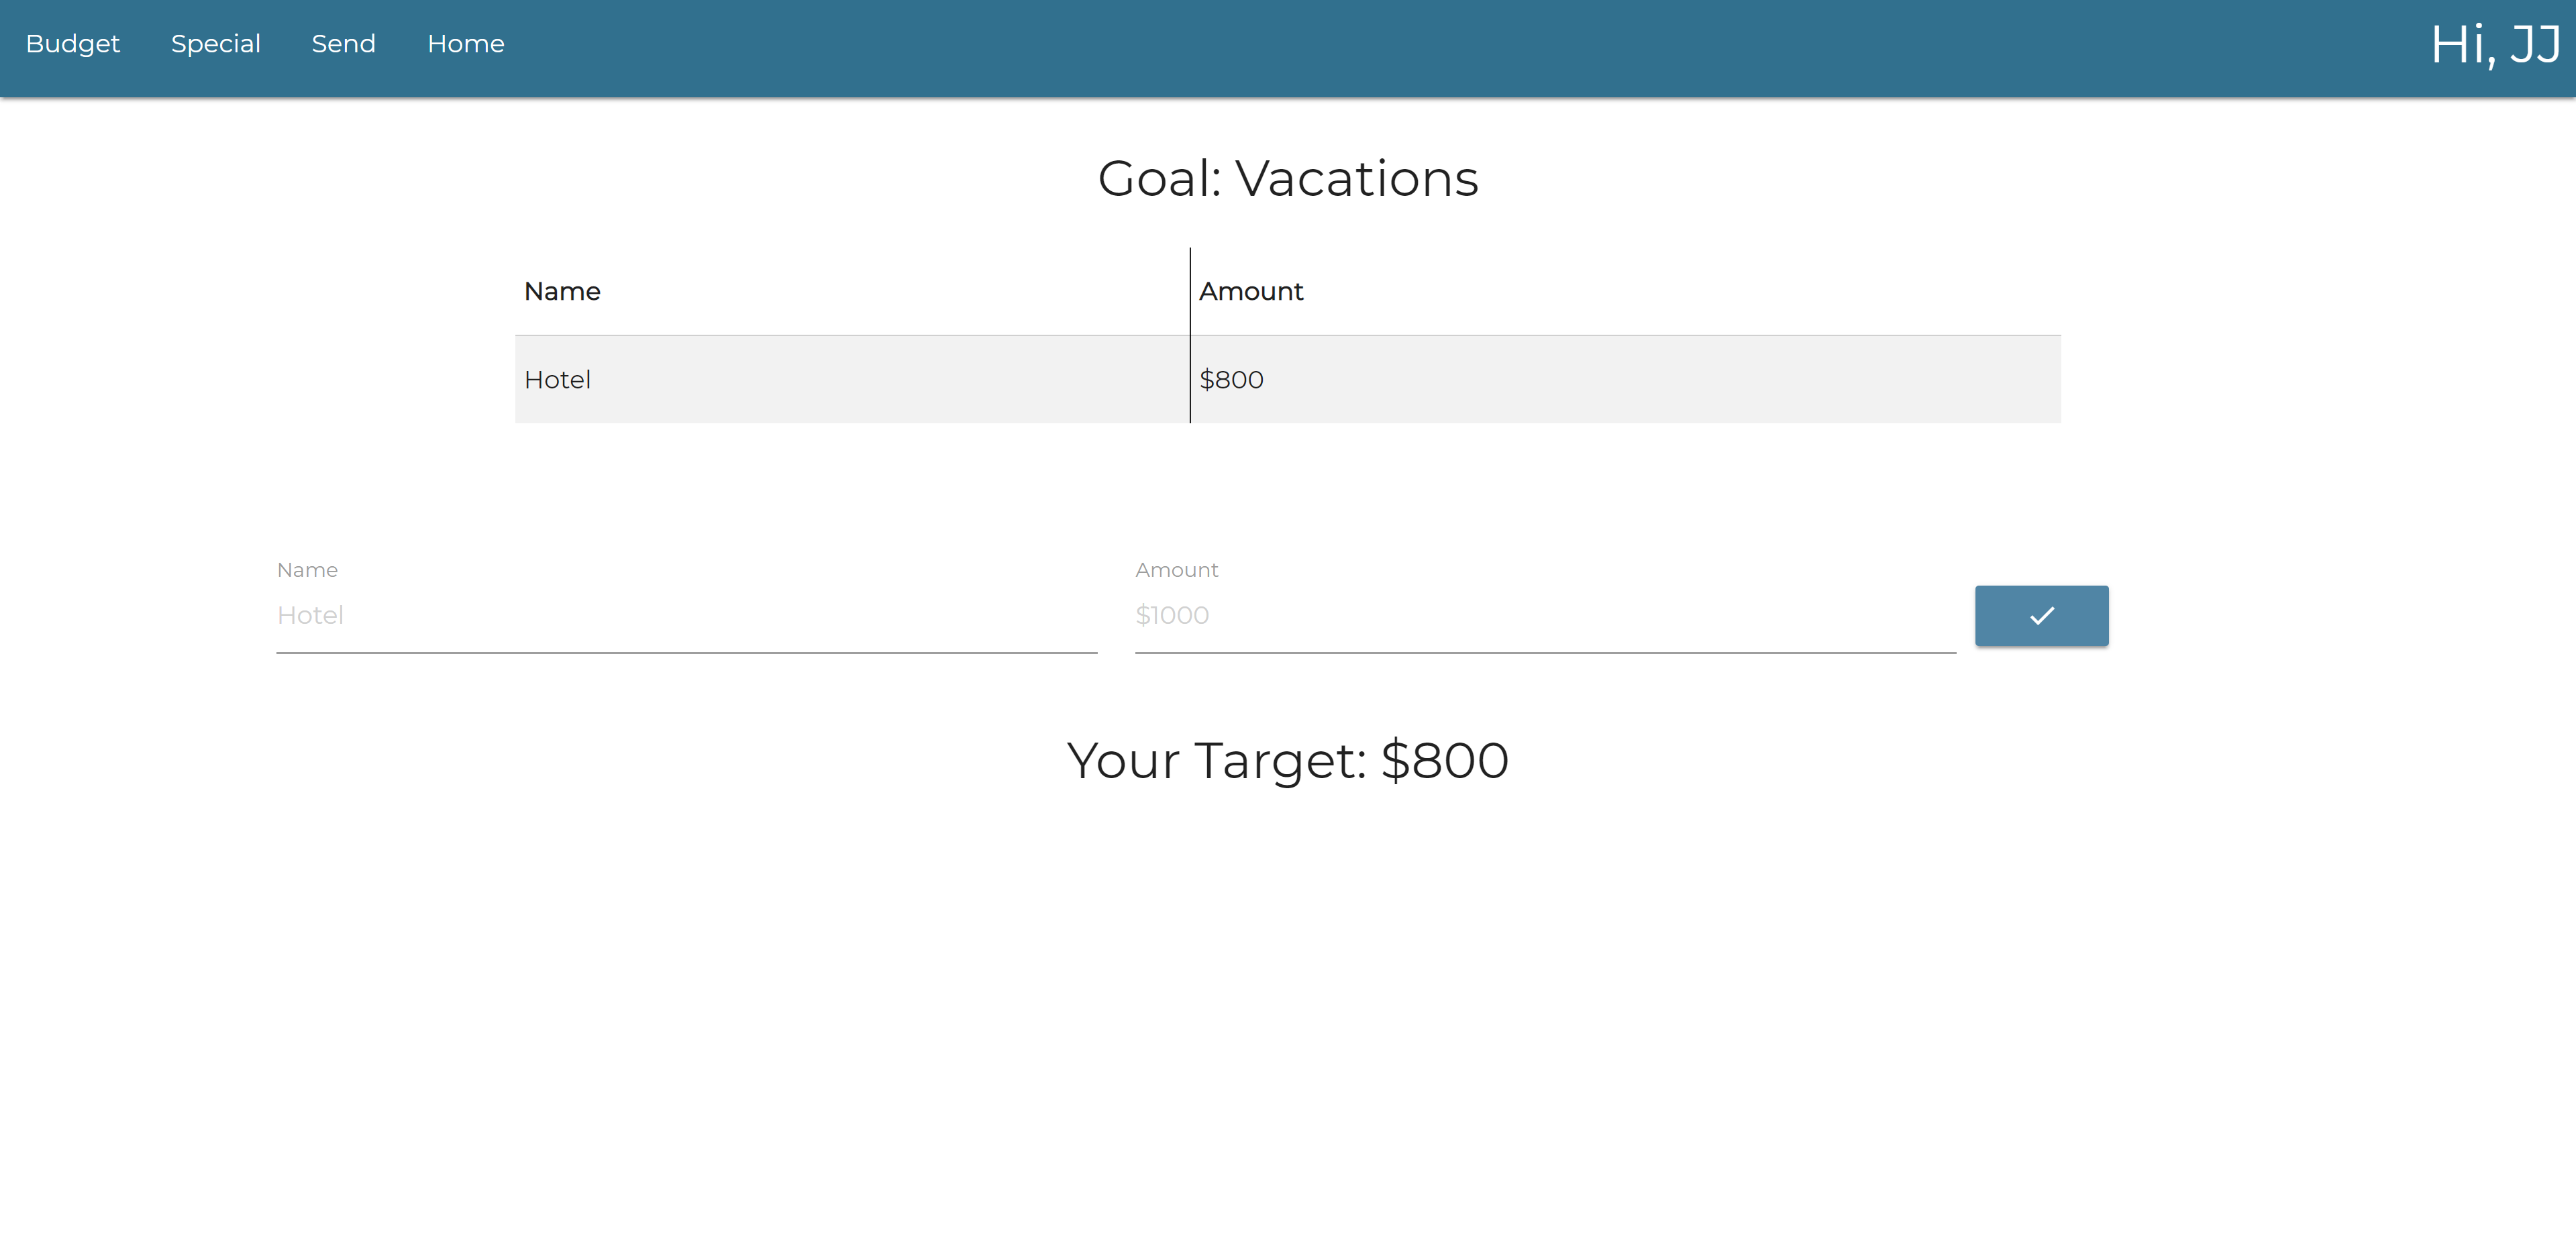 Budget Special Send Home Hi, JJ
Goal: Vacations
Name Amount
Hotel $800
Name Amount
Hotel $1000
Your Target: $800